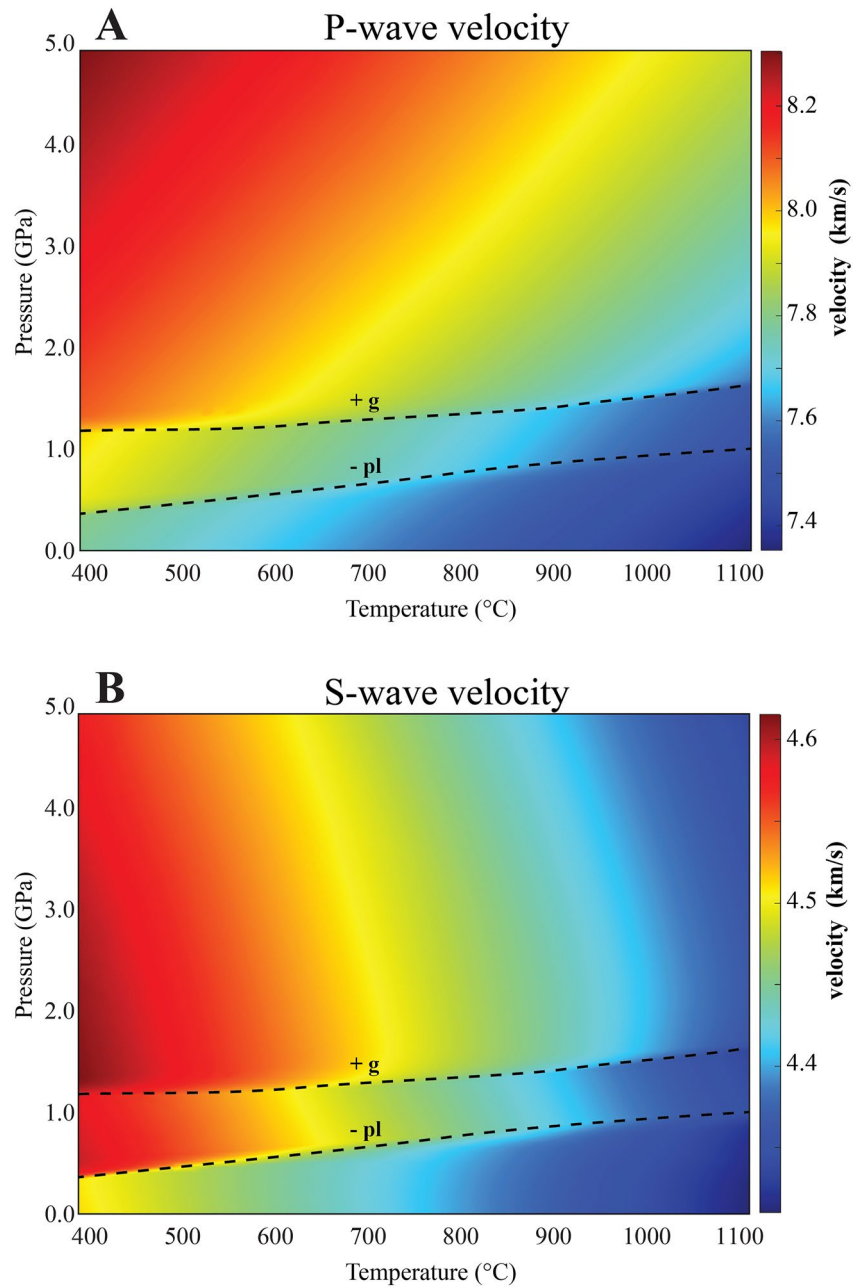 A P-wave velocity
5.0
4.0
3.0
2.0
1.0
0.0
Pressure (GPa)
+ g
- pl
400 500 600 700 800 900 1000 1100
Temperature (°C)
8.2
8.0
7.8
7.6
7.4
velocity (km/s)
B S-wave velocity
5.0
4.0
3.0
2.0
1.0
0.0
Pressure (GPa)
+ g
- pl
400 500 600 700 800 900 1000 1100
Temperature (°C)
4.6
4.5
4.4
velocity (km/s)